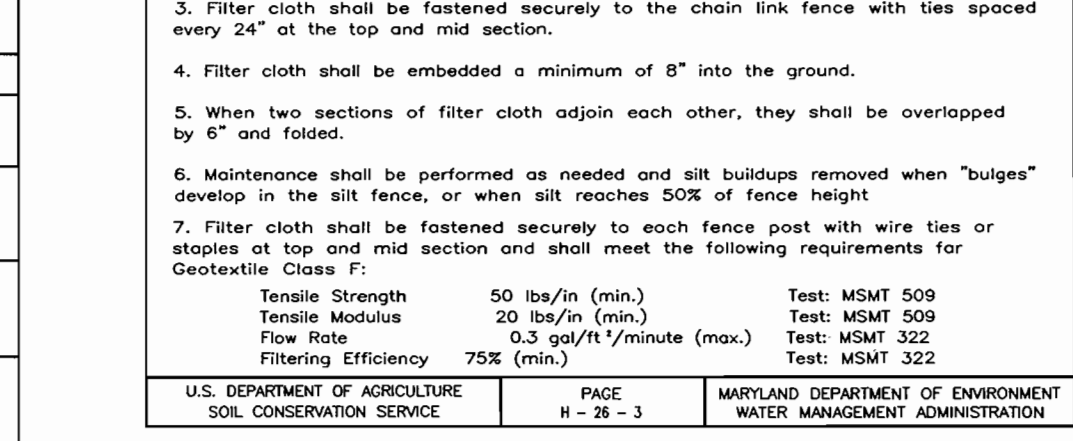 3. Filter cloth shall be fastened securely to the chain link fence with ties spaced
every 24" at the top and mid section.
4. Filter cloth shall be embedded a minimum of 8" into the ground.
5. When two sections of filter cloth adjoin each other, they shall be overlapped
by 6" and folded.
6. Maintenance shall be performed as needed and silt buildups removed when "bulges"
develop in the silt fence, or when silt reaches 50% of fence height
7. Filter cloth shall be fastened securely to each fence post with wire ties or
staples at top and mid section and shall meet the following requirements for
Geotextile Class F:
Tensile Strength 50 lbs/in (min.) Test: MSMT 509
Tensile Modulus 20 lbs/in (min.) Test: MSMT 509
Flow Rate 0.3 gal/ft²/minute (max.) Test: MSMT 322
Filtering Efficiency 75% (min.) Test: MSMT 322
U.S. DEPARTMENT OF AGRICULTURE
SOIL CONSERVATION SERVICE
PAGE
H - 26 - 3
MARYLAND DEPARTMENT OF ENVIRONMENT
WATER MANAGEMENT ADMINISTRATION